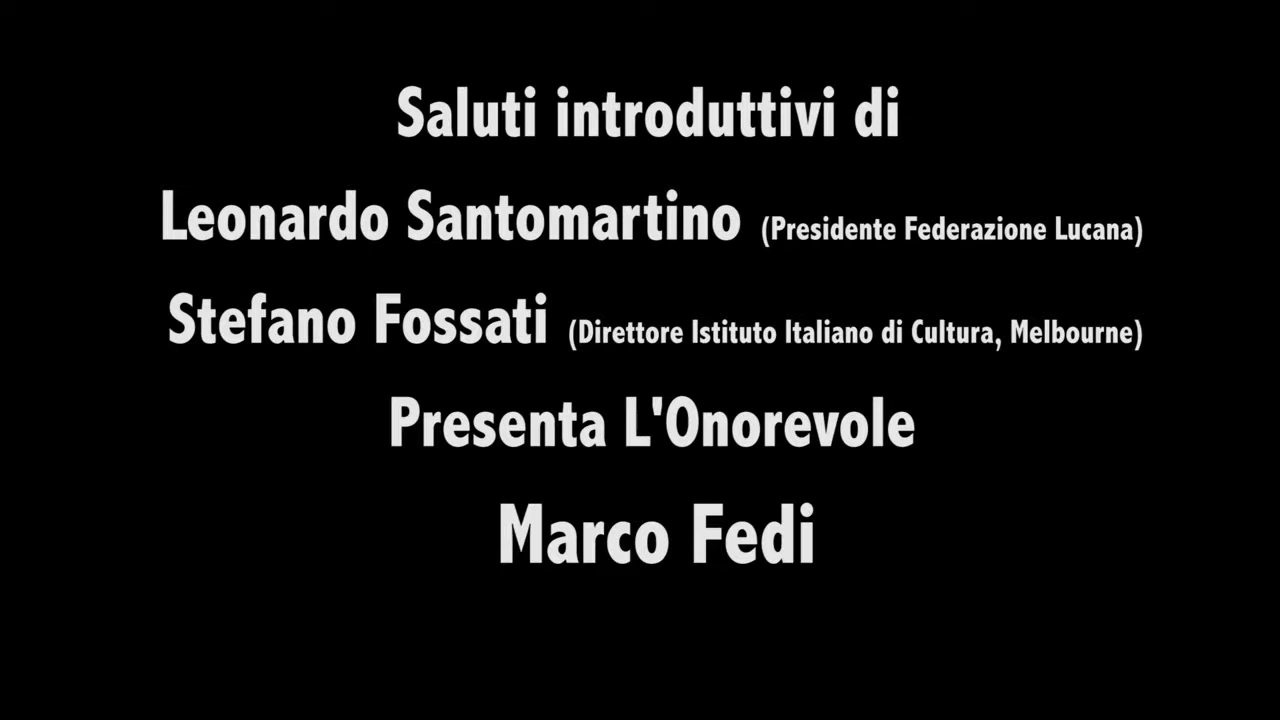 Saluti introduttivi di
Leonardo Santomartino (Presidente Federazione Lucana)
Stefano Fossati (Direttore Istituto Italiano di Cultura, Melbourne)
Presenta L'Onorevole
Marco Fedi